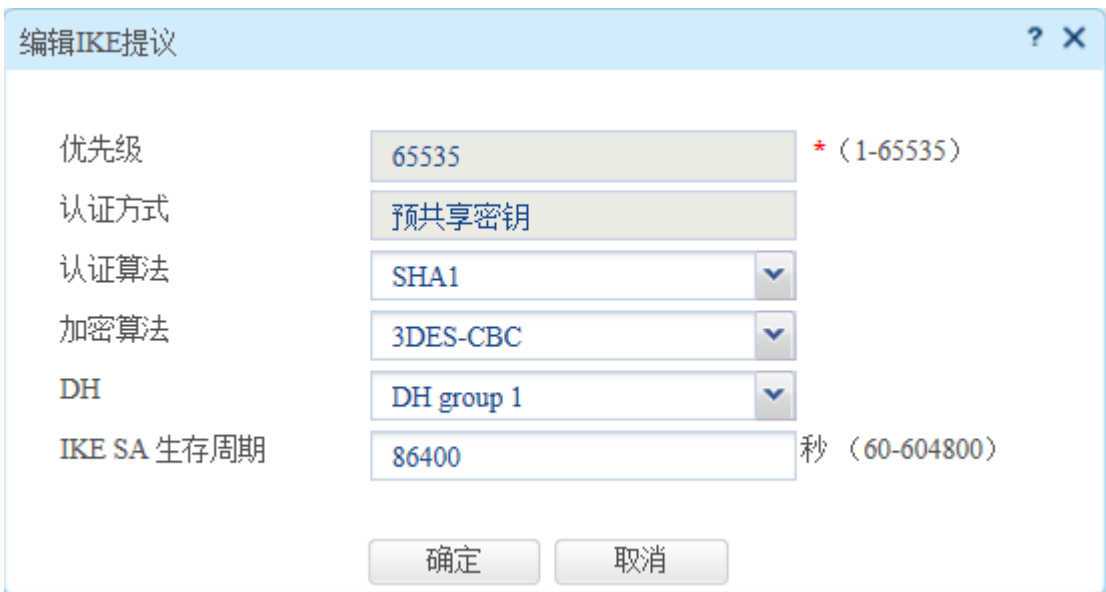 编辑IKE提议 ? ×
优先级 65535 *（1-65535）
认证方式 预共享密钥
认证算法 SHA1
加密算法 3DES-CBC
DH DH group 1
IKE SA 生存周期 86400 秒 （60-604800）
确定 取消